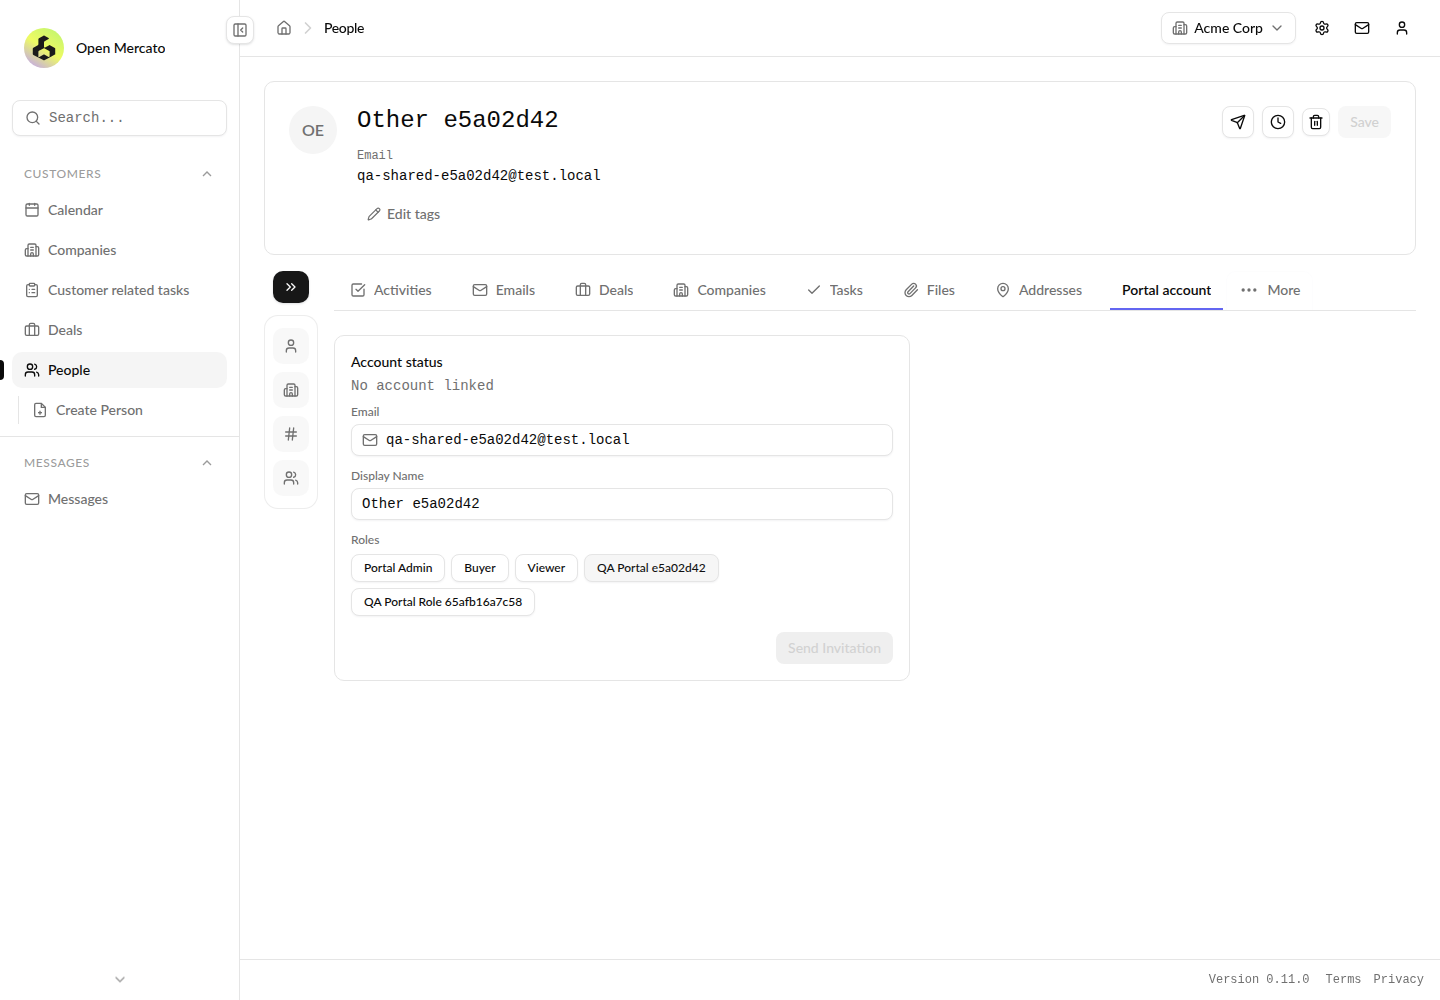 Open Mercato
People
Acme Corp
Search...
CUSTOMERS
Calendar
Companies
Customer related tasks
Deals
People
Create Person
MESSAGES
Messages
OE
Other e5a02d42
Email
qa-shared-e5a02d42@test.local
Edit tags
Save
Activities
Emails
Deals
Companies
Tasks
Files
Addresses
Portal account
More
Account status
No account linked
Email
qa-shared-e5a02d42@test.local
Display Name
Other e5a02d42
Roles
Portal Admin
Buyer
Viewer
QA Portal e5a02d42
QA Portal Role 65afb16a7c58
Send Invitation
Version 0.11.0
Terms
Privacy